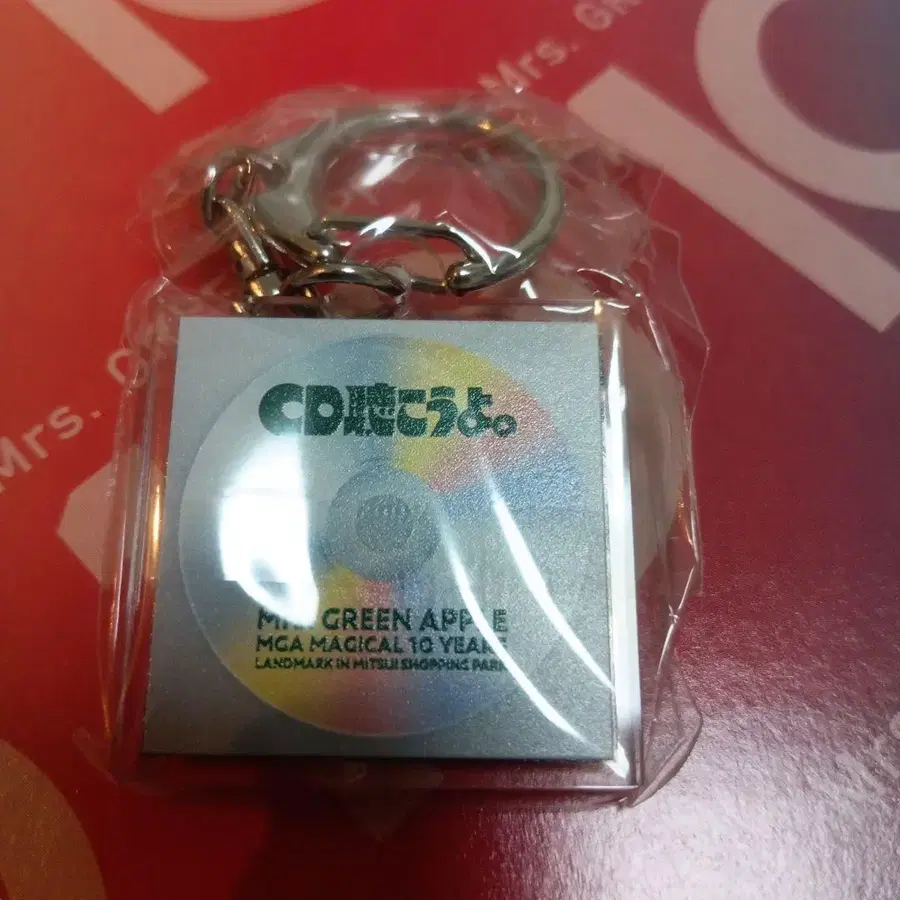 Mrs. GR
Mrs. GR
CD聴こうよ。
GREEN APPLE
MGA MAGICAL 10 YEARS
LANDMARK IN MITSUI SHOPPING PARK